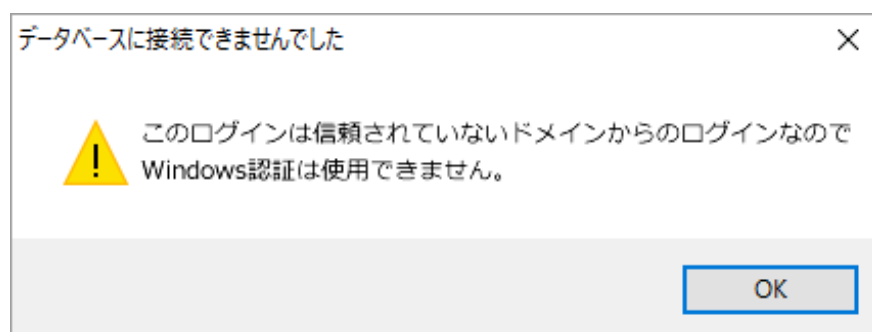 データベースに接続できませんでした
このログインは信頼されていないドメインからのログインなので
Windows認証は使用できません。
OK